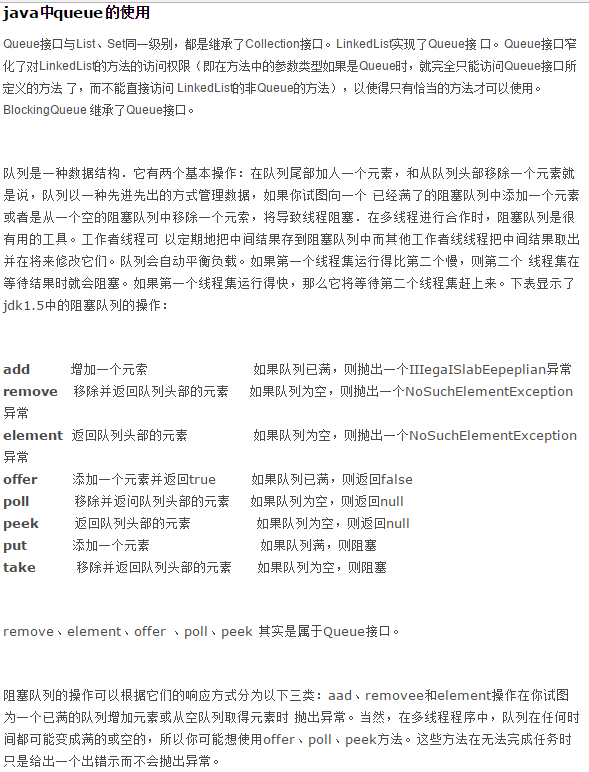 java中queue的使用
Queue接口与List、Set同一级别，都是继承了Collection接口。LinkedList实现了Queue接 口。Queue接口窄
化了对LinkedList的方法的访问权限（即在方法中的参数类型如果是Queue时，就完全只能访问Queue接口所
定义的方法 了，而不能直接访问 LinkedList的非Queue的方法），以使得只有恰当的方法才可以使用。
BlockingQueue 继承了Queue接口。
队列是一种数据结构．它有两个基本操作：在队列尾部加人一个元素，和从队列头部移除一个元素就
是说，队列以一种先进先出的方式管理数据，如果你试图向一个 已经满了的阻塞队列中添加一个元素
或者是从一个空的阻塞队列中移除一个元索，将导致线程阻塞．在多线程进行合作时，阻塞队列是很
有用的工具。工作者线程可 以定期地把中间结果存到阻塞队列中而其他工作者线线程把中间结果取出
并在将来修改它们。队列会自动平衡负载。如果第一个线程集运行得比第二个慢，则第二个 线程集在
等待结果时就会阻塞。如果第一个线程集运行得快，那么它将等待第二个线程集赶上来。下表显示了
jdk1.5中的阻塞队列的操作：
add 增加一个元索 如果队列已满，则抛出一个IIIegaISlabEepeplian异常
remove 移除并返回队列头部的元素 如果队列为空，则抛出一个NoSuchElementException
异常
element 返回队列头部的元素 如果队列为空，则抛出一个NoSuchElementException
异常
offer 添加一个元素并返回true 如果队列已满，则返回false
poll 移除并返问队列头部的元素 如果队列为空，则返回null
peek 返回队列头部的元素 如果队列为空，则返回null
put 添加一个元素 如果队列满，则阻塞
take 移除并返回队列头部的元素 如果队列为空，则阻塞
remove、element、offer 、poll、peek 其实是属于Queue接口。
阻塞队列的操作可以根据它们的响应方式分为以下三类：aad、removee和element操作在你试图
为一个已满的队列增加元素或从空队列取得元素时 抛出异常。当然，在多线程程序中，队列在任何时
间都可能变成满的或空的，所以你可能想使用offer、poll、peek方法。这些方法在无法完成任务时
只是给出一个出错示而不会抛出异常。